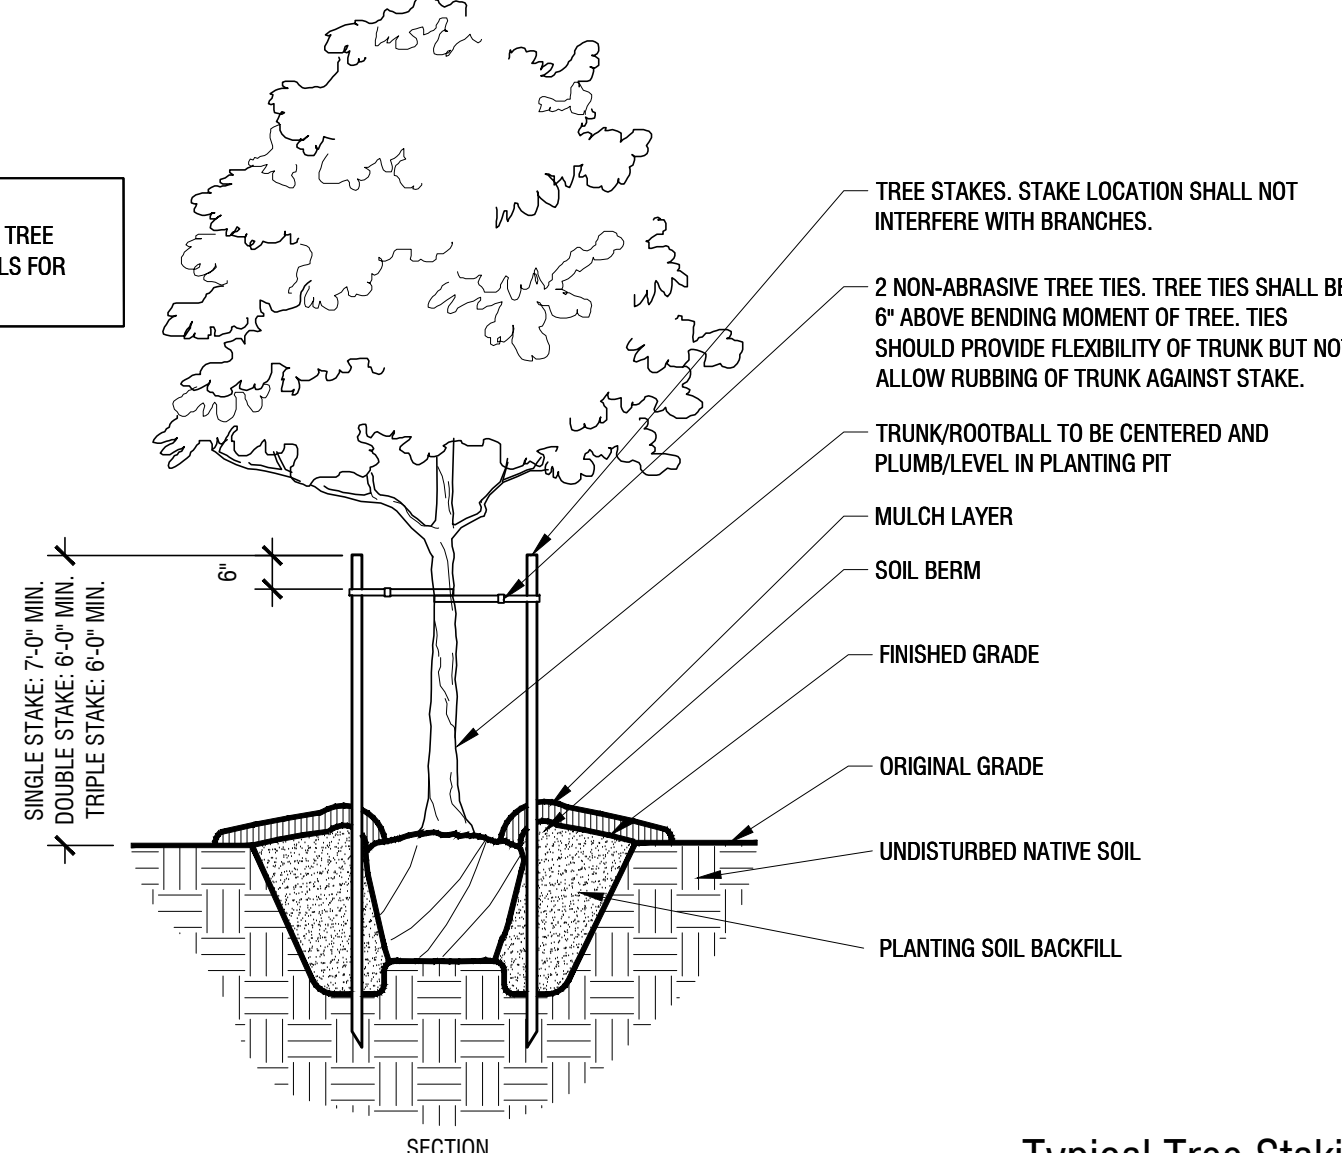 TREE
LS FOR
TREE STAKES. STAKE LOCATION SHALL NOT
INTERFERE WITH BRANCHES.
2 NON-ABRASIVE TREE TIES. TREE TIES SHALL BE
6" ABOVE BENDING MOMENT OF TREE. TIES
SHOULD PROVIDE FLEXIBILITY OF TRUNK BUT NOT
ALLOW RUBBING OF TRUNK AGAINST STAKE.
TRUNK/ROOTBALL TO BE CENTERED AND
PLUMB/LEVEL IN PLANTING PIT
MULCH LAYER
SOIL BERM
FINISHED GRADE
ORIGINAL GRADE
UNDISTURBED NATIVE SOIL
PLANTING SOIL BACKFILL
6"
SINGLE STAKE: 7'-0" MIN.
DOUBLE STAKE: 6'-0" MIN.
TRIPLE STAKE: 6'-0" MIN.
SECTION
Typical Tree Staki